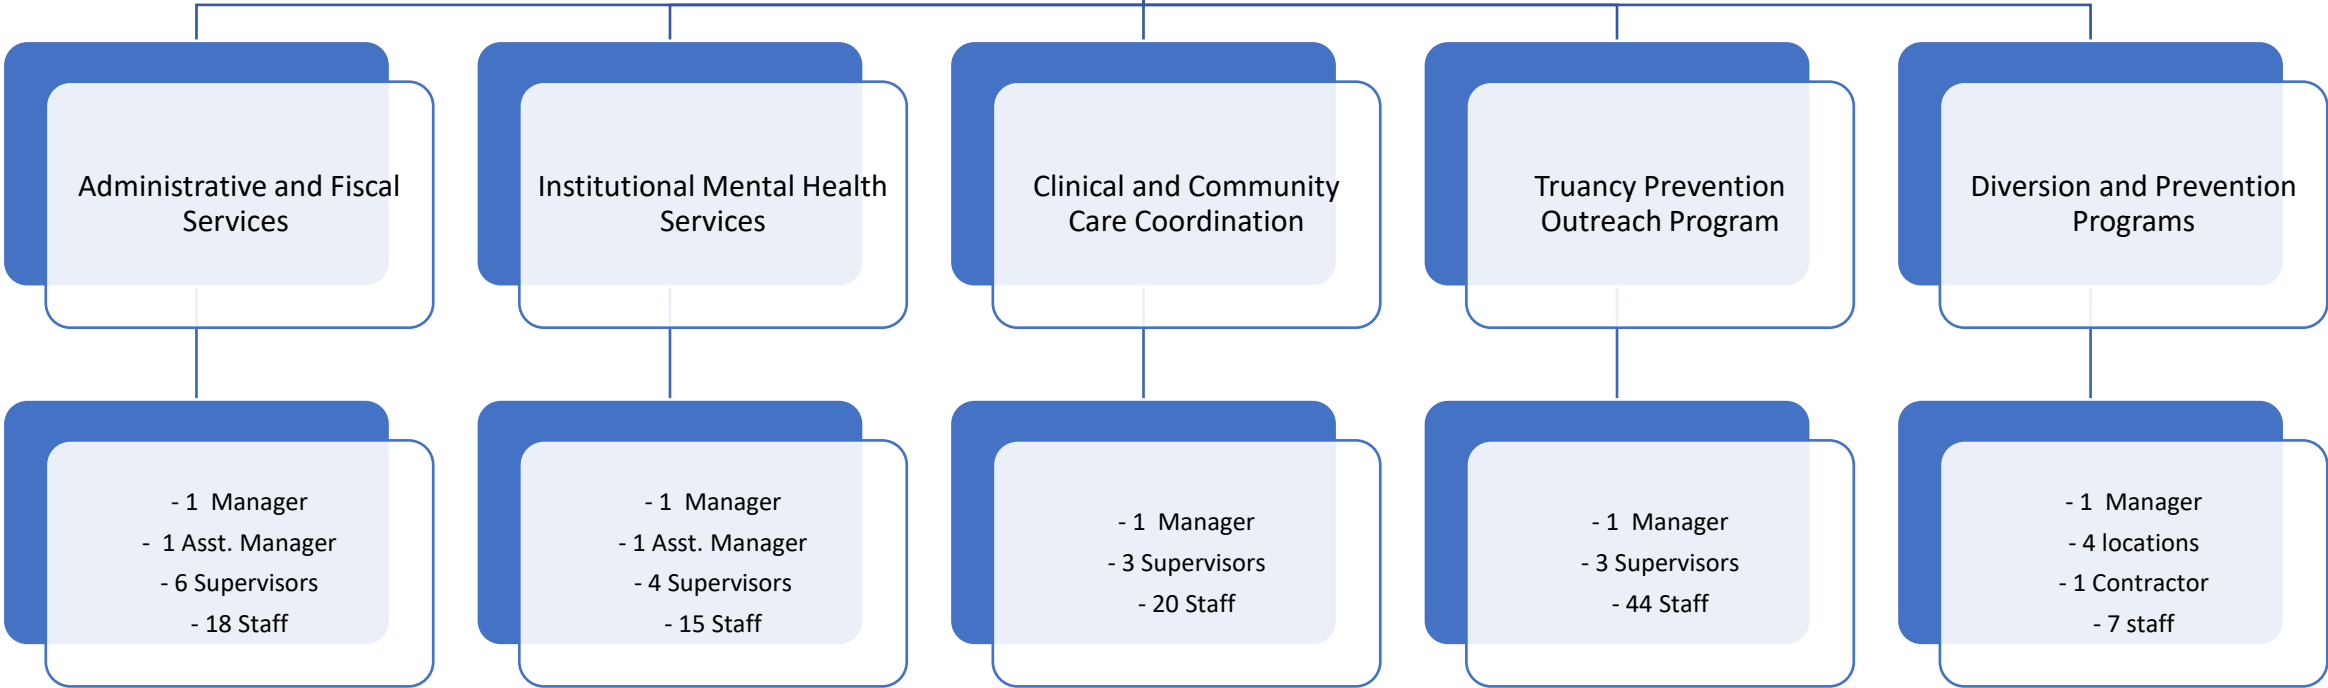 Administrative and Fiscal
Services
Institutional Mental Health
Services
Clinical and Community
Care Coordination
Truancy Prevention
Outreach Program
Diversion and Prevention
Programs
- 1  Manager
-  1 Asst. Manager
- 6 Supervisors
- 18 Staff
- 1  Manager
- 1 Asst. Manager
- 4 Supervisors
- 15 Staff
- 1  Manager
- 3 Supervisors
- 20 Staff
- 1  Manager
- 3 Supervisors
- 44 Staff
- 1  Manager
- 4 locations
- 1 Contractor
- 7 staff